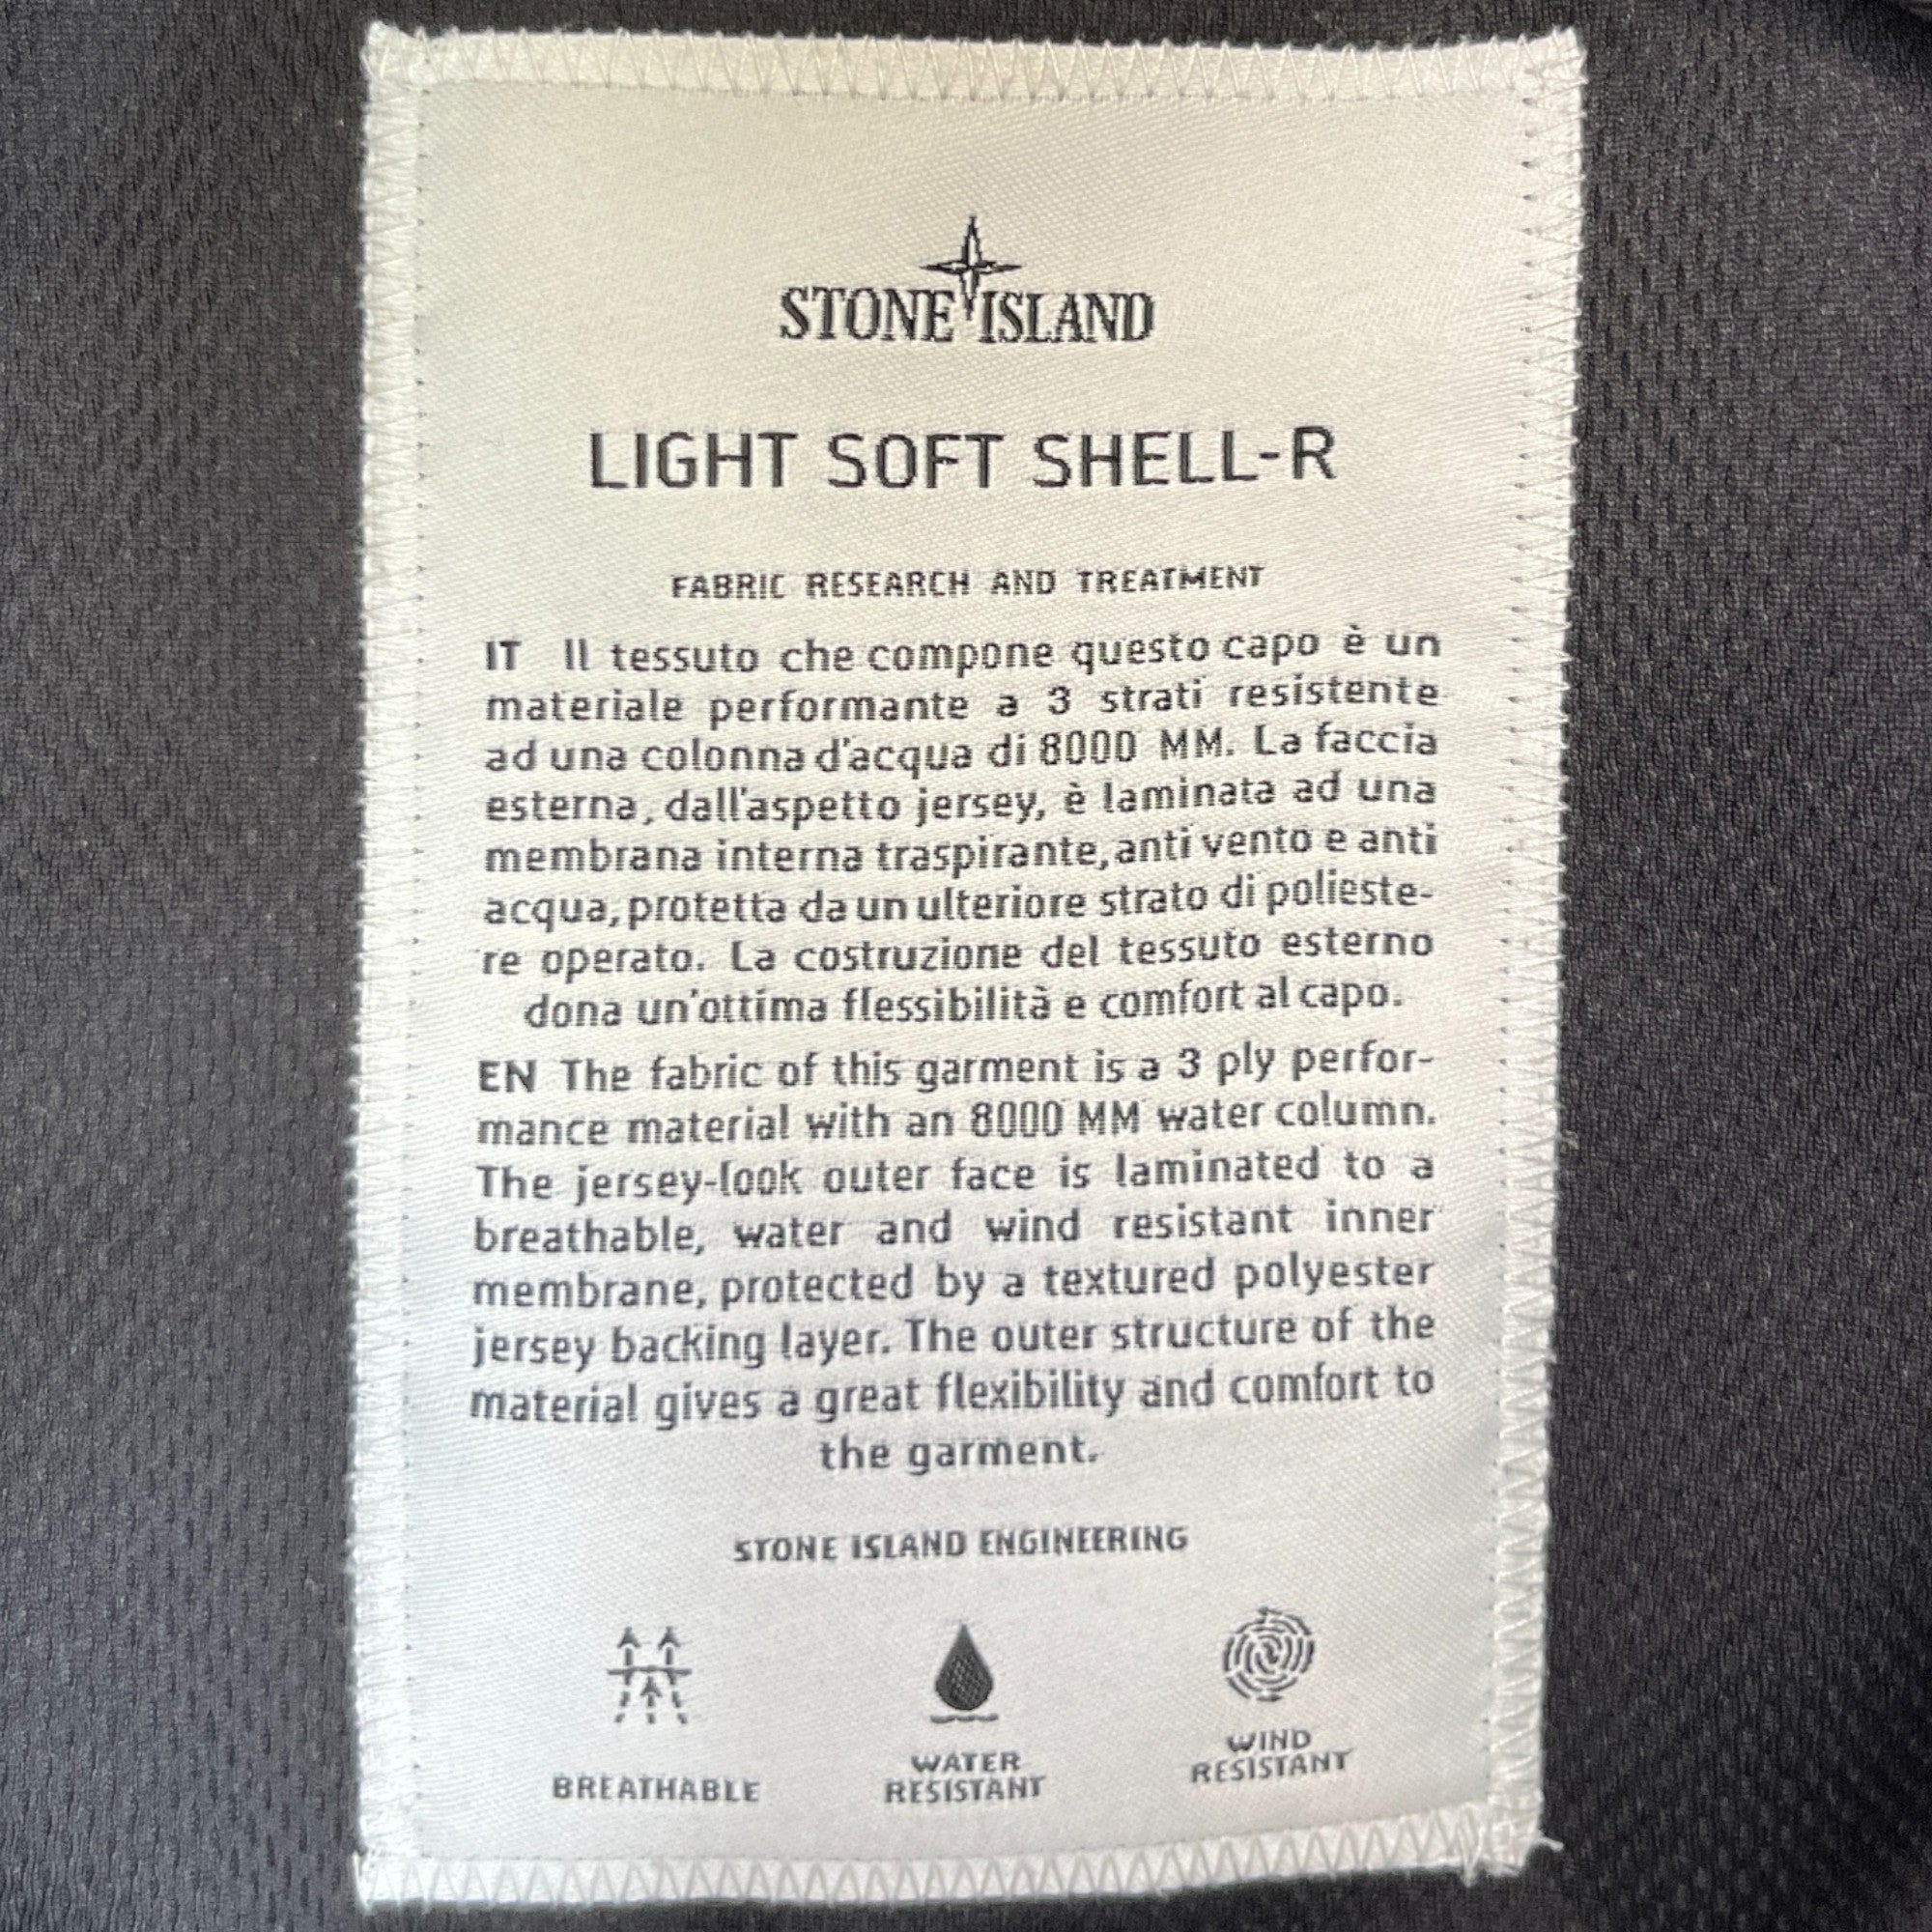 STONE ISLAND
LIGHT SOFT SHELL-R
FABRIC RESEARCH AND TREATMENT
IT Il tessuto che compone questo capo è un
materiale performante a 3 strati resistente
ad una colonna d'acqua di 8000 MM. La faccia
esterna, dall'aspetto jersey, è laminata ad una
membrana interna traspirante, anti vento e anti
acqua, protetta da un ulteriore strato di polieste-
re operato. La costruzione del tessuto esterno
dona un'ottima flessibilità e comfort al capo.
EN The fabric of this garment is a 3 ply perfor-
mance material with an 8000 MM water column.
The jersey-look outer face is laminated to a
breathable, water and wind resistant inner
membrane, protected by a textured polyester
jersey backing layer. The outer structure of the
material gives a great flexibility and comfort to
the garment.
STONE ISLAND ENGINEERING
BREATHABLE
WATER
RESISTANT
WIND
RESISTANT